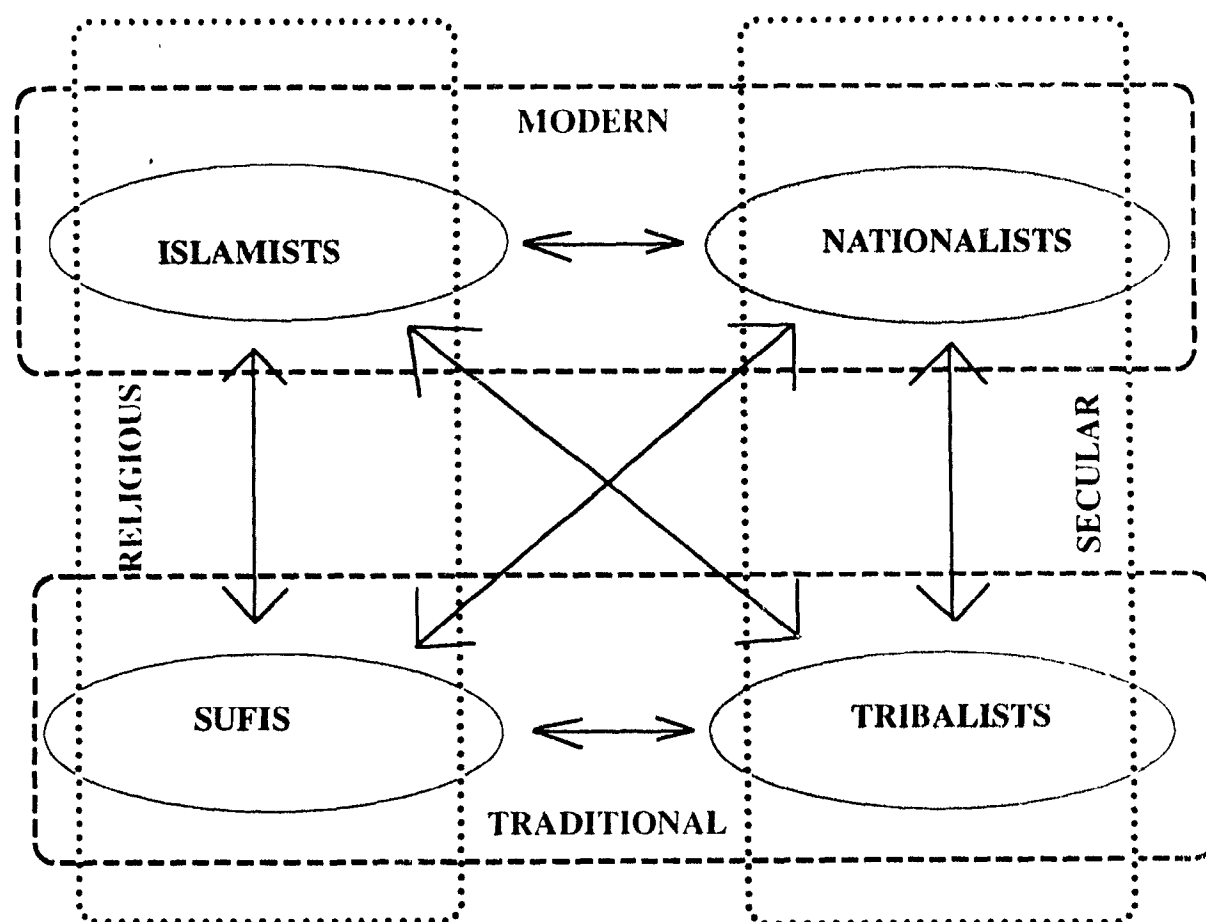 MODERN
ISLAMISTS
NATIONALISTS
RELIGIOUS
SECULAR
SUFIS
TRIBALISTS
TRADITIONAL